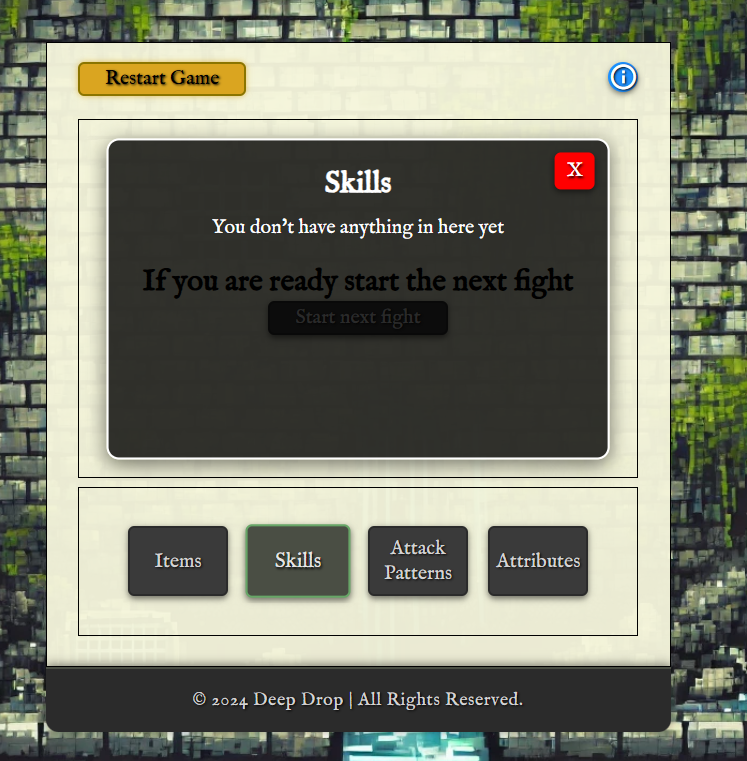 Restart Game
i
Skills
X
You don't have anything in here yet
If you are ready start the next fight
Start next fight
Items
Skills
Attack
Patterns
Attributes
© 2024 Deep Drop | All Rights Reserved.